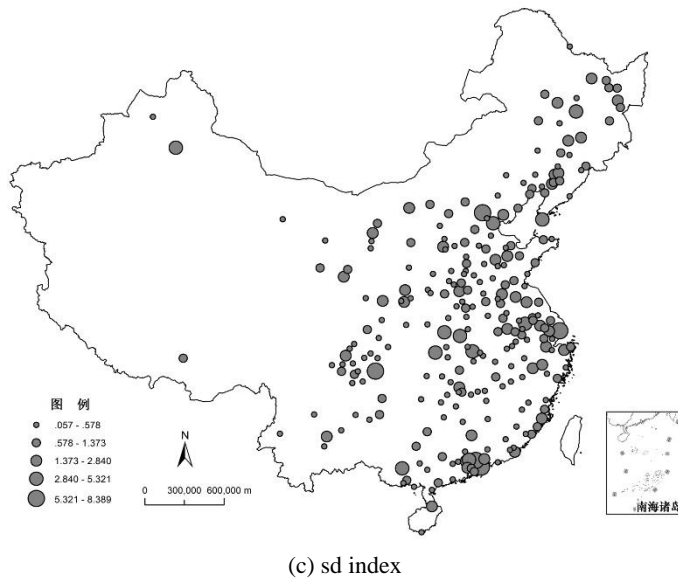 图 例
.057 - .578
.578 - 1.373
1.373 - 2.840
2.840 - 5.321
5.321 - 8.389
N
0 300,000 600,000 m
南海诸岛
(c) sd index